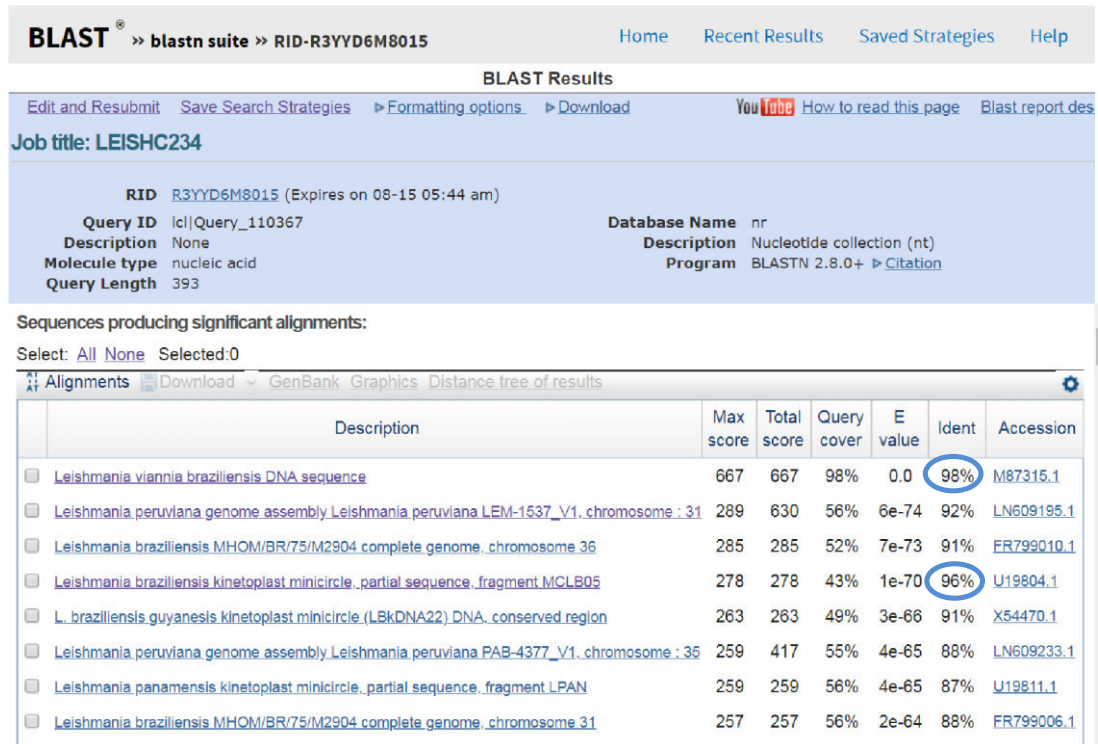 BLAST ® » blastn suite » RID-R3YYD6M8015 Home Recent Results Saved Strategies Help
BLAST Results
Edit and Resubmit Save Search Strategies Formatting options Download YouTube How to read this page Blast report des
Job title: LEISHC234
RID R3YYD6M8015 (Expires on 08-15 05:44 am)
Query ID lcl|Query_110367 Database Name nr
Description None Description Nucleotide collection (nt)
Molecule type nucleic acid Program BLASTN 2.8.0+ Citation
Query Length 393
Sequences producing significant alignments:
Select: All None Selected:0
Alignments Download GenBank Graphics Distance tree of results
Description Max score Total score Query cover E value Ident Accession
Leishmania viannia braziliensis DNA sequence 667 667 98% 0.0 98% M87315.1
Leishmania peruviana genome assembly Leishmania peruviana LEM-1537_V1, chromosome : 31 289 630 56% 6e-74 92% LN609195.1
Leishmania braziliensis MHOM/BR/75/M2904 complete genome, chromosome 36 285 285 52% 7e-73 91% FR799010.1
Leishmania braziliensis kinetoplast minicircle, partial sequence, fragment MCLB05 278 278 43% 1e-70 96% U19804.1
L. braziliensis guyanesis kinetoplast minicircle (LBkDNA22) DNA, conserved region 263 263 49% 3e-66 91% X54470.1
Leishmania peruviana genome assembly Leishmania peruviana PAB-4377_V1, chromosome : 35 259 417 55% 4e-65 88% LN609233.1
Leishmania panamensis kinetoplast minicircle, partial sequence, fragment LPAN 259 259 56% 4e-65 87% U19811.1
Leishmania braziliensis MHOM/BR/75/M2904 complete genome, chromosome 31 257 257 56% 2e-64 88% FR799006.1